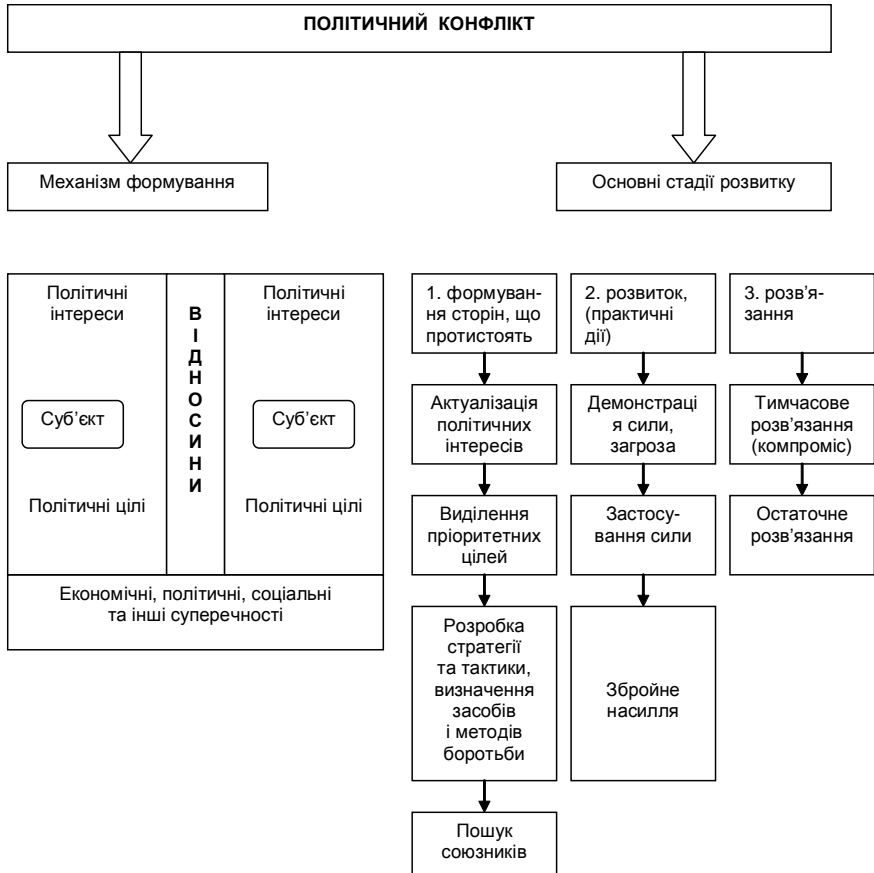 ПОЛІТИЧНИЙ КОНФЛІКТ
Механізм формування
Основні стадії розвитку
Політичні
інтереси
Суб’єкт
Політичні цілі
В
І
Д
Н
О
С
И
Н
И
Політичні
інтереси
Суб’єкт
Політичні цілі
Економічні, політичні, соціальні
та інші суперечності
1. формуван-
ня сторін, що
протистоять
Актуалізація
політичних
інтересів
Виділення
пріоритетних
цілей
Розробка
стратегії
та тактики,
визначення
засобів
і методів
боротьби
Пошук
союзників
2. розвиток,
(практичні
дії)
Демонстраці
я сили,
загроза
Застосу-
вання сили
Збройне
насилля
3. розв’я-
зання
Тимчасове
розв’язання
(компроміс)
Остаточне
розв’язання